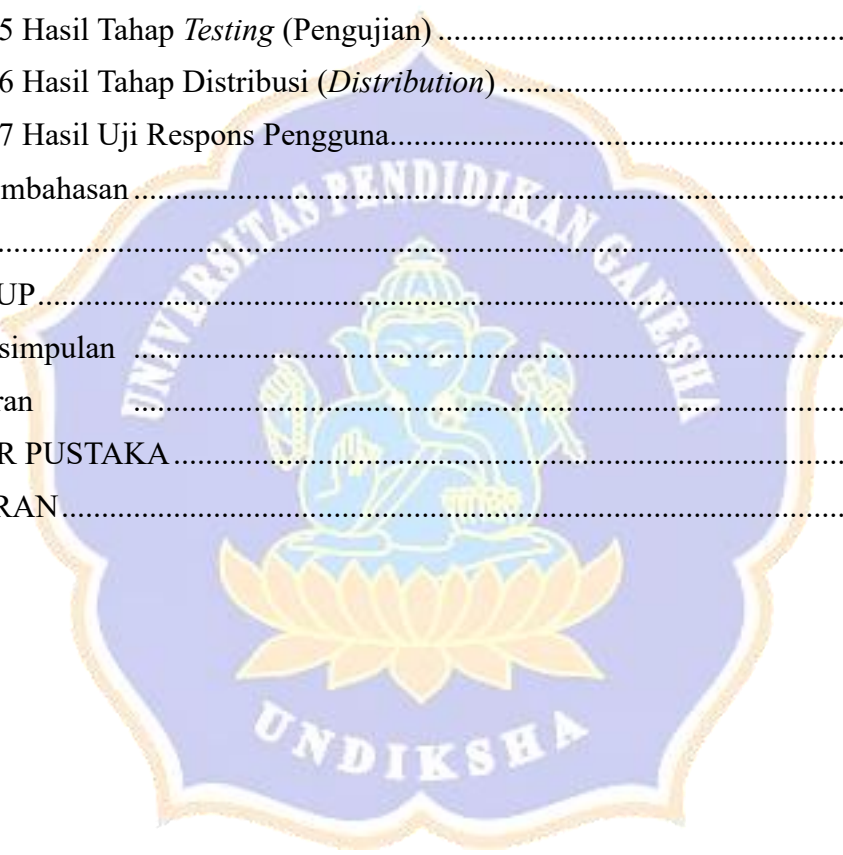 5 Hasil Tahap Testing (Pengujian)........................................................
6 Hasil Tahap Distribusi (Distribution)................................................
7 Hasil Uji Respons Pengguna..............................................................
mbahasan..............................................................................................
..............................................................................................................
UP.........................................................................................................
simpulan ..............................................................................................
ran ..............................................................................................
R PUSTAKA.........................................................................................
RAN......................................................................................................
UNIVERSITAS PENDIDIKAN GANESHA
UNDIKSHA